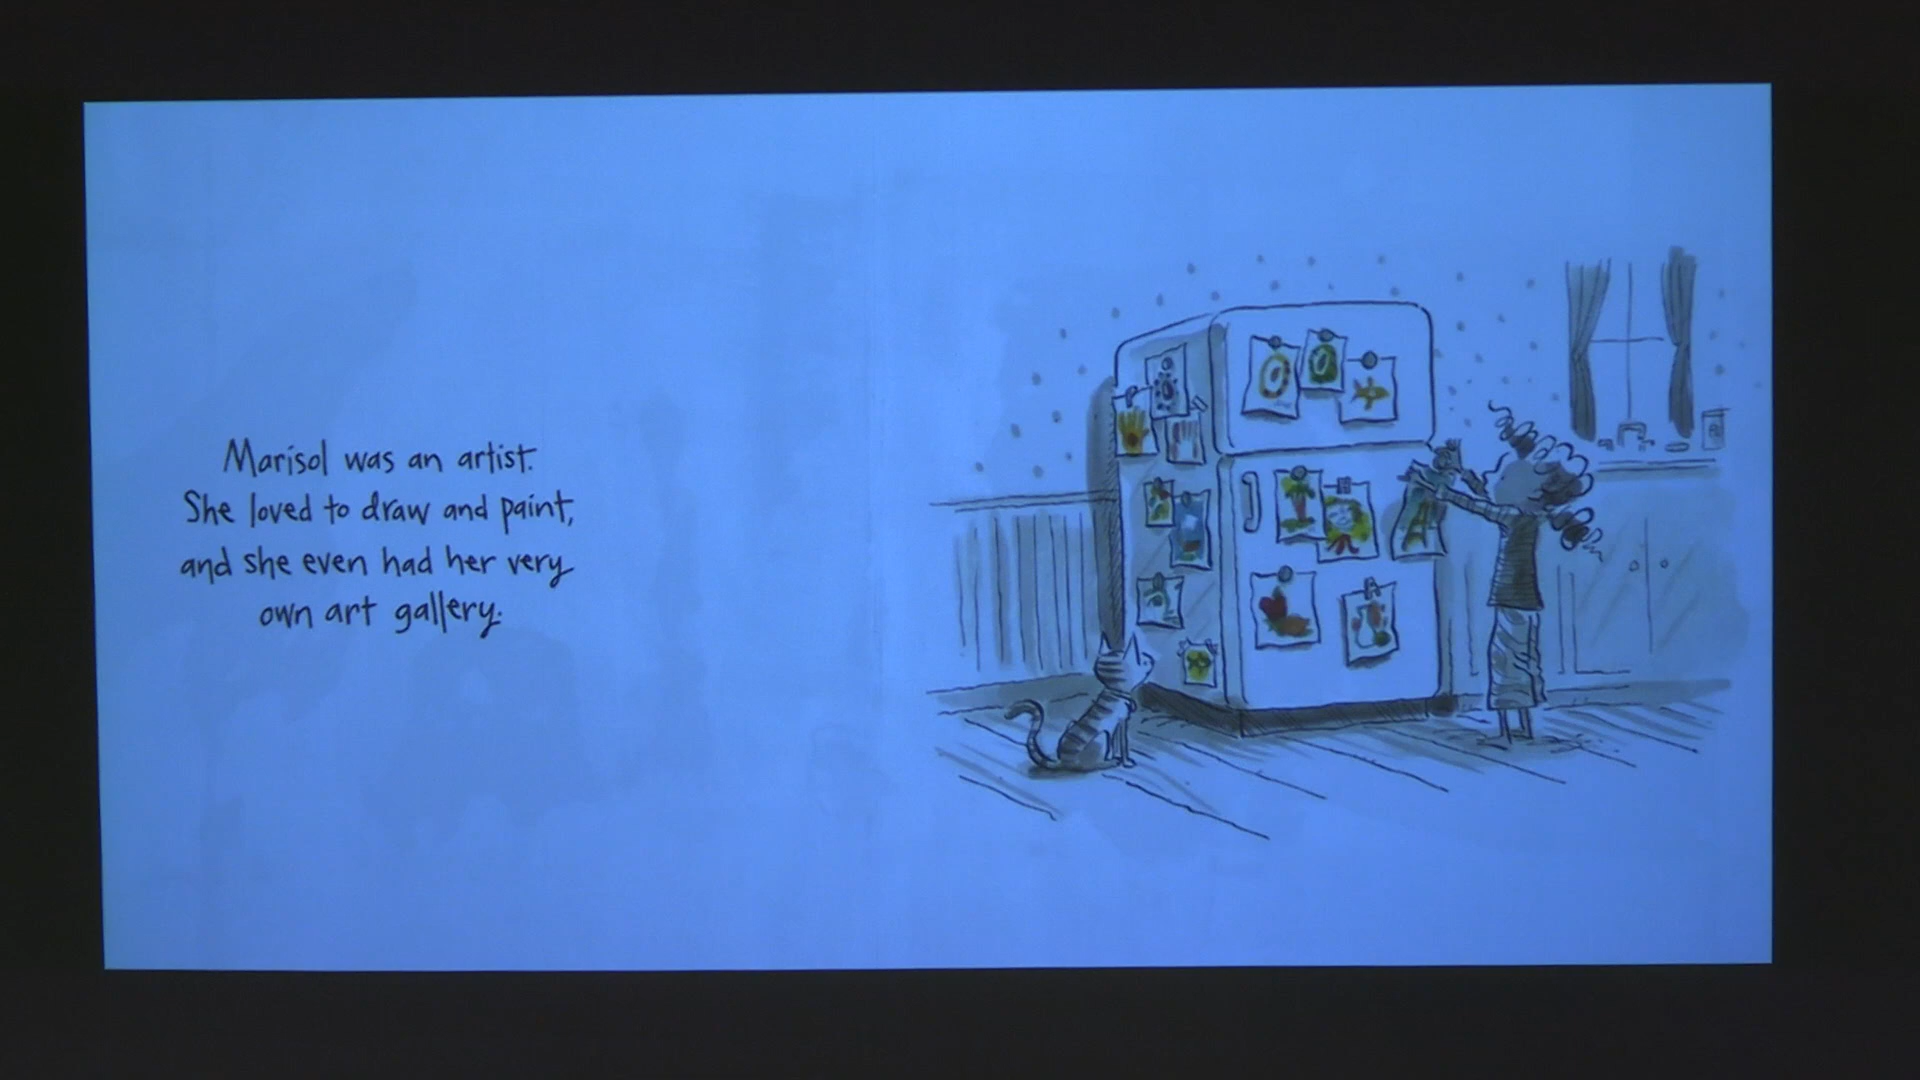 Marisol was an artist.
She loved to draw and paint,
and she even had her very
own art gallery.